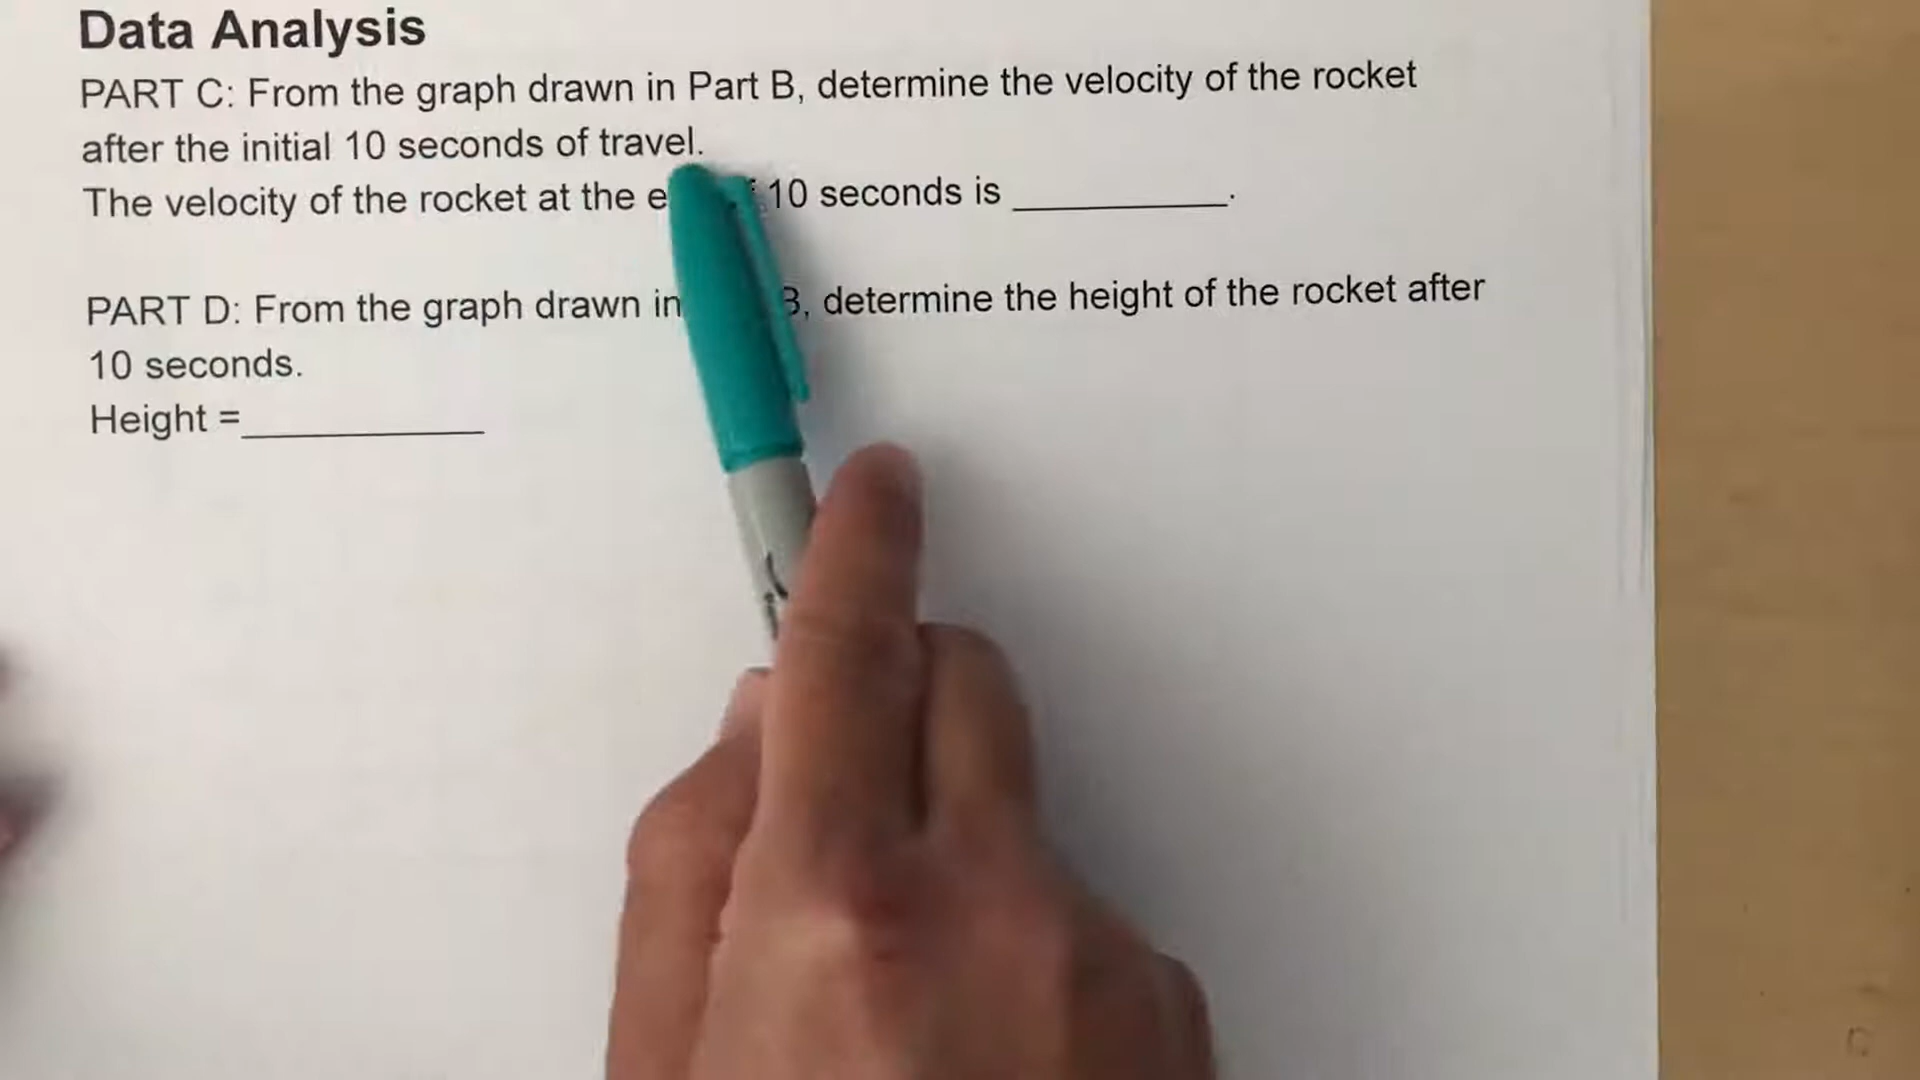 Data Analysis
PART C: From the graph drawn in Part B, determine the velocity of the rocket
after the initial 10 seconds of travel.
The velocity of the rocket at the e 10 seconds is __________.
PART D: From the graph drawn in B, determine the height of the rocket after
10 seconds.
Height =___________